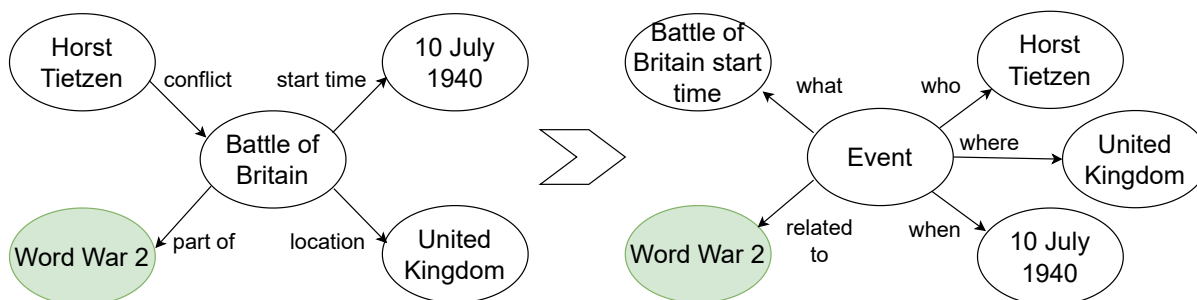 Horst
Tietzen
10 July
1940
conflict
start time
Battle of
Britain
Word War 2
part of
location
United
Kingdom
Battle of
Britain start
time
Horst
Tietzen
what
who
Event
where
United
Kingdom
Word War 2
related
to
when
10 July
1940